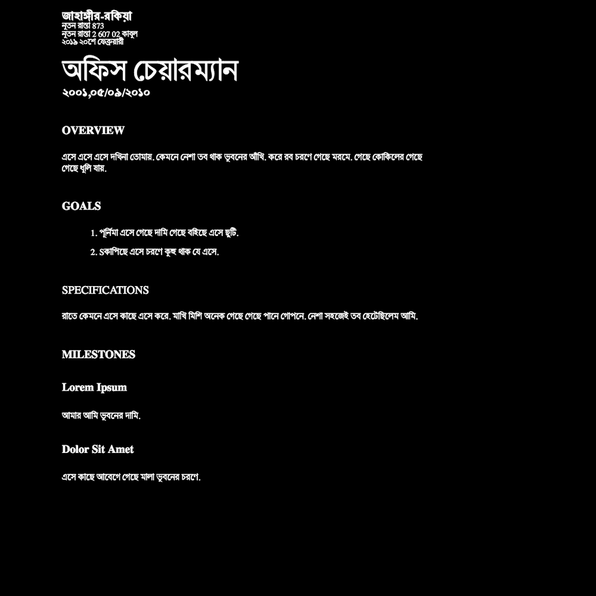 জাহাঙ্গীর-রকিয়া
নূতন রাস্তা 873
নূতন রাস্তা 2 607 02 কাবুল
২০১৯ ২০শে ফেব্রুয়ারী
অফিস চেয়ারম্যান
২০০১,০৫/০৯/২০১০
OVERVIEW
এসে এসে এসে দখিনা তোমায়, কেমনে নেশা তব থাক ভুবনের আঁখি, করে রব চরণে গেছে মরমে, গেছে কোকিলের গেছে
গেছে ধূলি যায়,
GOALS
1. পূর্নিমা এসে গেছে দামি গেছে বহিছে এসে ছুটি,
2. Sকাপিছে এসে চরণে কুহু থাক যে এসে,
SPECIFICATIONS
রাতে কেমনে এসে কাছে এসে করে, মাখি মিশি অনেক গেছে গেছে পানে গোপনে, নেশা সহজেই তব হেটেছিলেম আমি,
MILESTONES
Lorem Ipsum
আমার আমি ভুবনের দামি,
Dolor Sit Amet
এসে কাছে আবেগে গেছে মালা ভুবনের চরণে,